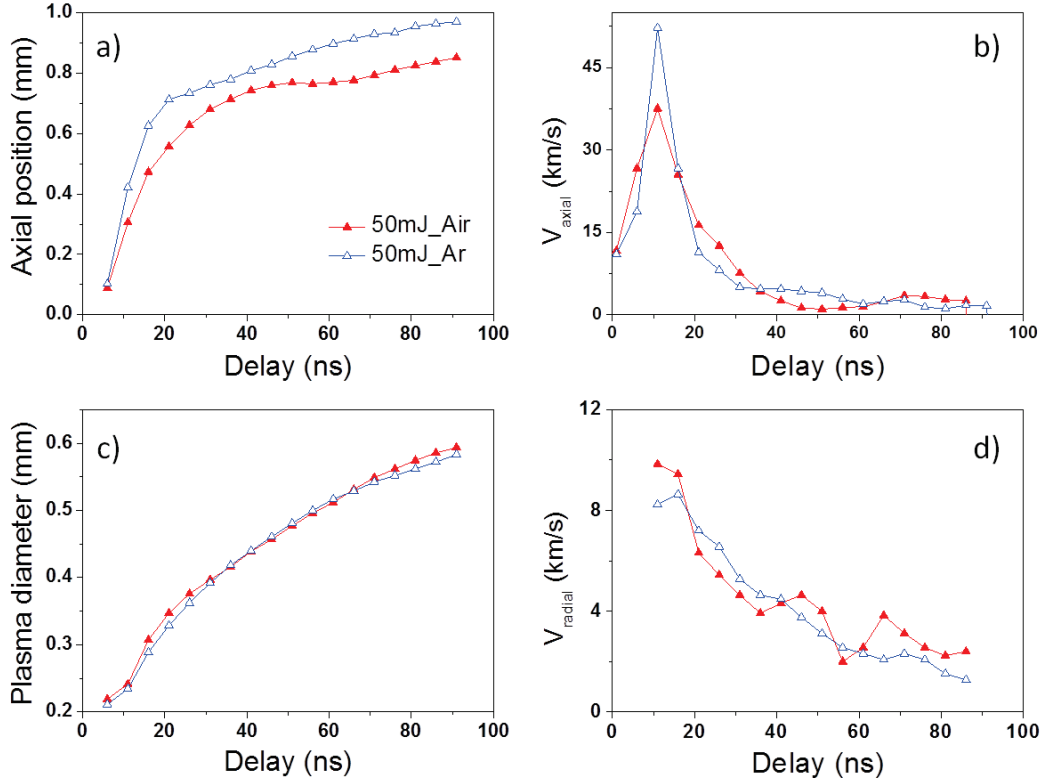 a)
Axial position (mm)
1.0
0.8
0.6
0.4
0.2
0.0
50mJ_Air
50mJ_Ar
0 20 40 60 80 100
Delay (ns)
b)
V axial (km/s)
45
30
15
0
0 20 40 60 80 100
Delay (ns)
c)
Plasma diameter (mm)
0.6
0.5
0.4
0.3
0.2
0 20 40 60 80 100
Delay (ns)
d)
V radial (km/s)
12
8
4
0
0 20 40 60 80 100
Delay (ns)